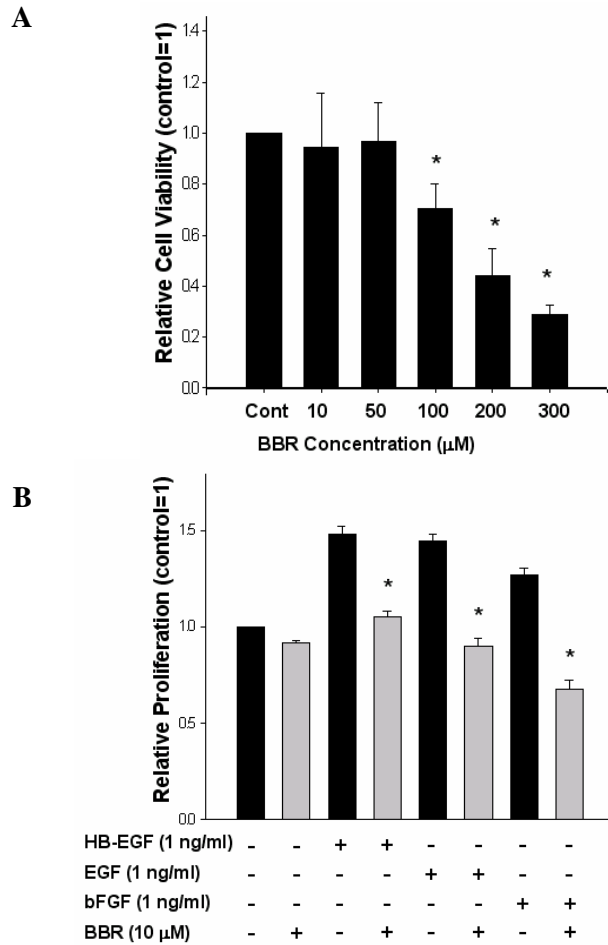 A
Relative Cell Viability (control=1)
1.4
1.2
1.0
0.8
0.6
0.4
0.2
0.0
* * *
Cont 10 50 100 200 300
BBR Concentration (μM)
B
Relative Proliferation (control=1)
1.5
1.0
0.5
0.0
* * *
HB-EGF (1 ng/ml) - - + + - - - -
EGF (1 ng/ml) - - - - + + - -
bFGF (1 ng/ml) - - - - - - + +
BBR (10 μM) - + - + - + - +